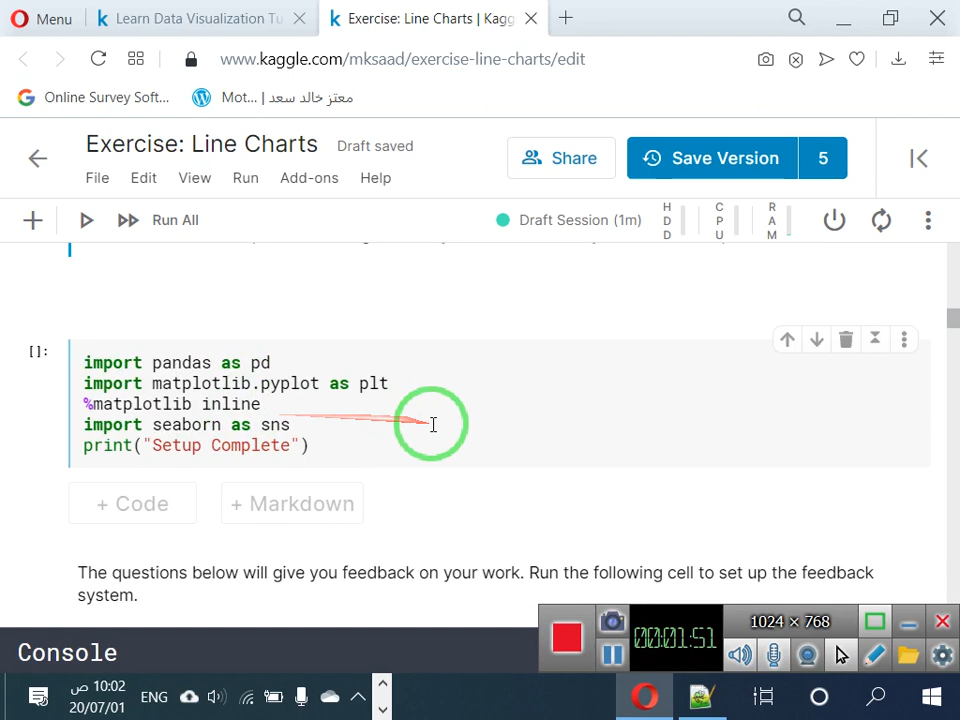 Menu
Learn Data Visualization Tu
Exercise: Line Charts | Kagg
www.kaggle.com/mksaad/exercise-line-charts/edit
Online Survey Soft...
Mot... | معتز خالد سعد
Exercise: Line Charts
Draft saved
Share
Save Version
5
File
Edit
View
Run
Add-ons
Help
Run All
Draft Session (1m)
HDD
CPU
RAM
[]:
import pandas as pd
import matplotlib.pyplot as plt
%matplotlib inline
import seaborn as sns
print("Setup Complete")
+ Code
+ Markdown
The questions below will give you feedback on your work. Run the following cell to set up the feedback
system.
Console
1024 × 768
00:01:51
10:02 ص
20/07/01
ENG